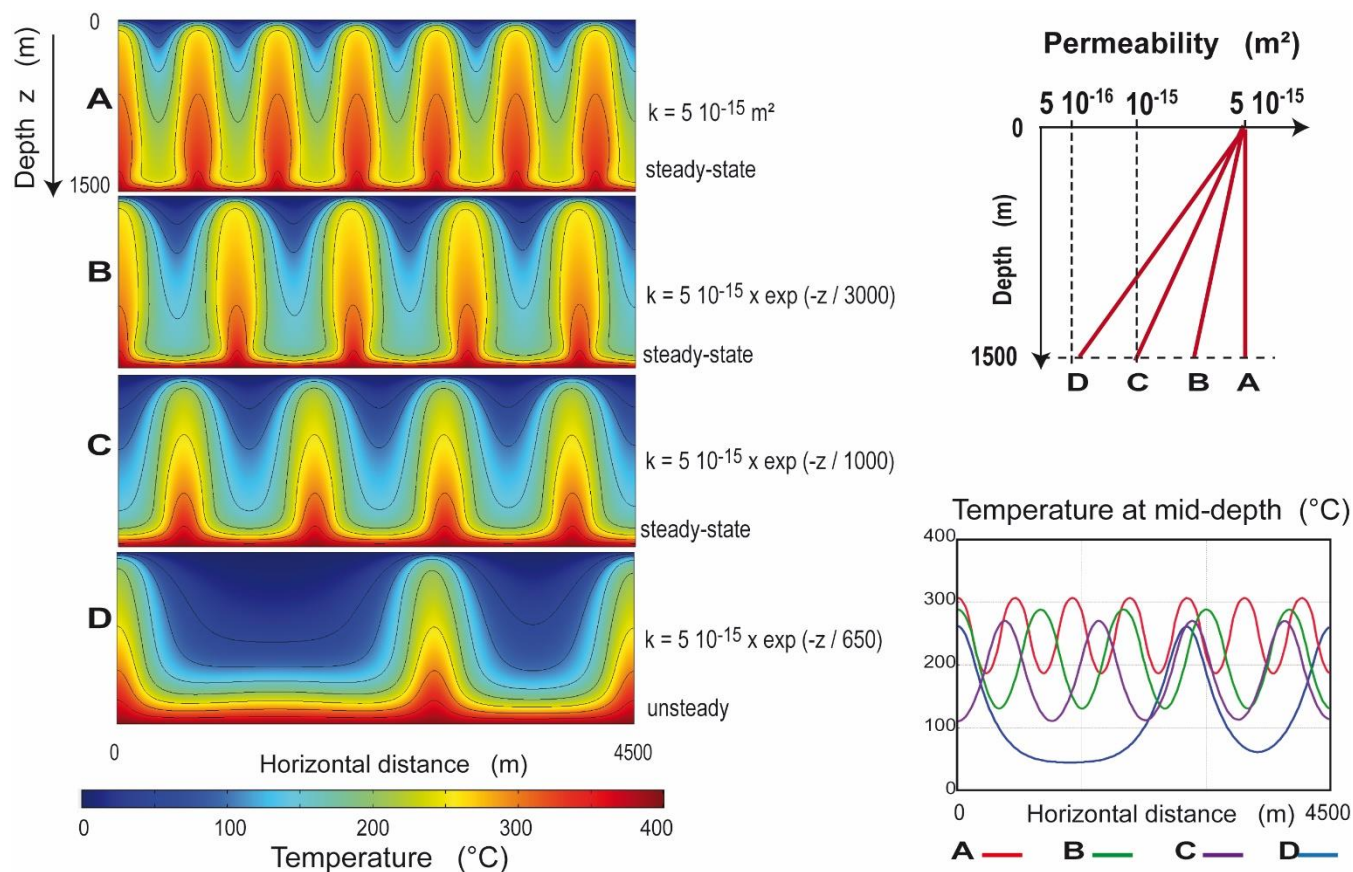 0
Depth z (m)
1500
A
k = 5 10⁻¹⁵ m²
steady-state
B
k = 5 10⁻¹⁵ x exp (-z / 3000)
steady-state
C
k = 5 10⁻¹⁵ x exp (-z / 1000)
steady-state
D
k = 5 10⁻¹⁵ x exp (-z / 650)
unsteady
0 4500
Horizontal distance (m)
0 100 200 300 400
Temperature (°C)
Permeability (m²)
5 10⁻¹⁶ 10⁻¹⁵ 5 10⁻¹⁵
0
Depth (m)
1500
D C B A
Temperature at mid-depth (°C)
400
300
200
100
0
0 Horizontal distance (m) 4500
A B C D